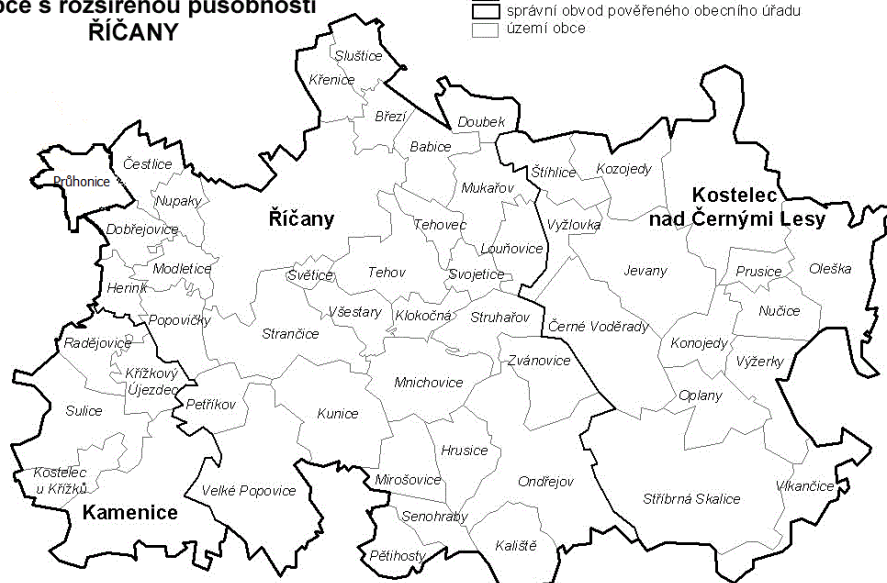 obce s rozšířenou působností
ŘÍČANY
správní obvod pověřeného obecního úřadu
území obce
Sluštice
Křenice
Březí
Doubek
Babice
Průhonice
Čestlice
Štíhlice
Kozojedy
Mukařov
Nupaky
Kostelec
nad Černými Lesy
Říčany
Dobřejovice
Tehovec
Vyžlovka
Louňovice
Modletice
Světice
Tehov
Svojetice
Jevany
Prusice
Oleška
Herink
Popovičky
Všestary
Klokočná
Struhařov
Nučice
Strančice
Černé Voděrady
Radějovice
Konojedy
Zvánovice
Výžerky
Křížkový
Újezdec
Mnichovice
Oplany
Sulice
Petříkov
Kunice
Hrusice
Kostelec
u Křížků
Velké Popovice
Mirošovice
Ondřejov
Stříbrná Skalice
Vlkančice
Kamenice
Senohraby
Kaliště
Pětihosty